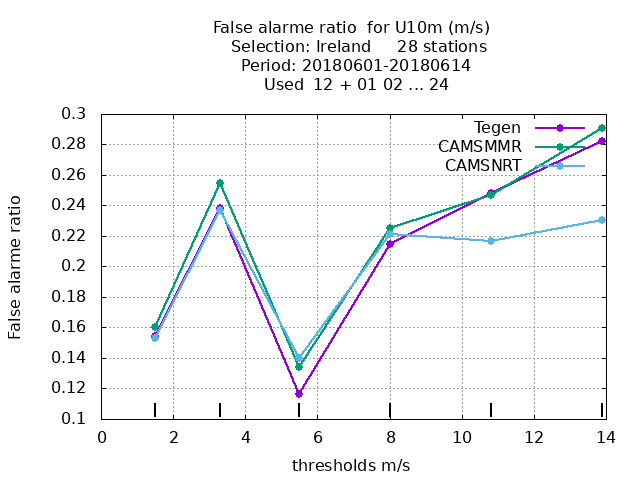 False alarme ratio  for U10m (m/s)
Selection: Ireland     28 stations
Period: 20180601-20180614
Used  12 + 01 02 ... 24
Tegen
CAMSMMR
CAMSNRT
False alarme ratio
0.3
0.28
0.26
0.24
0.22
0.2
0.18
0.16
0.14
0.12
0.1
0 2 4 6 8 10 12 14
thresholds m/s